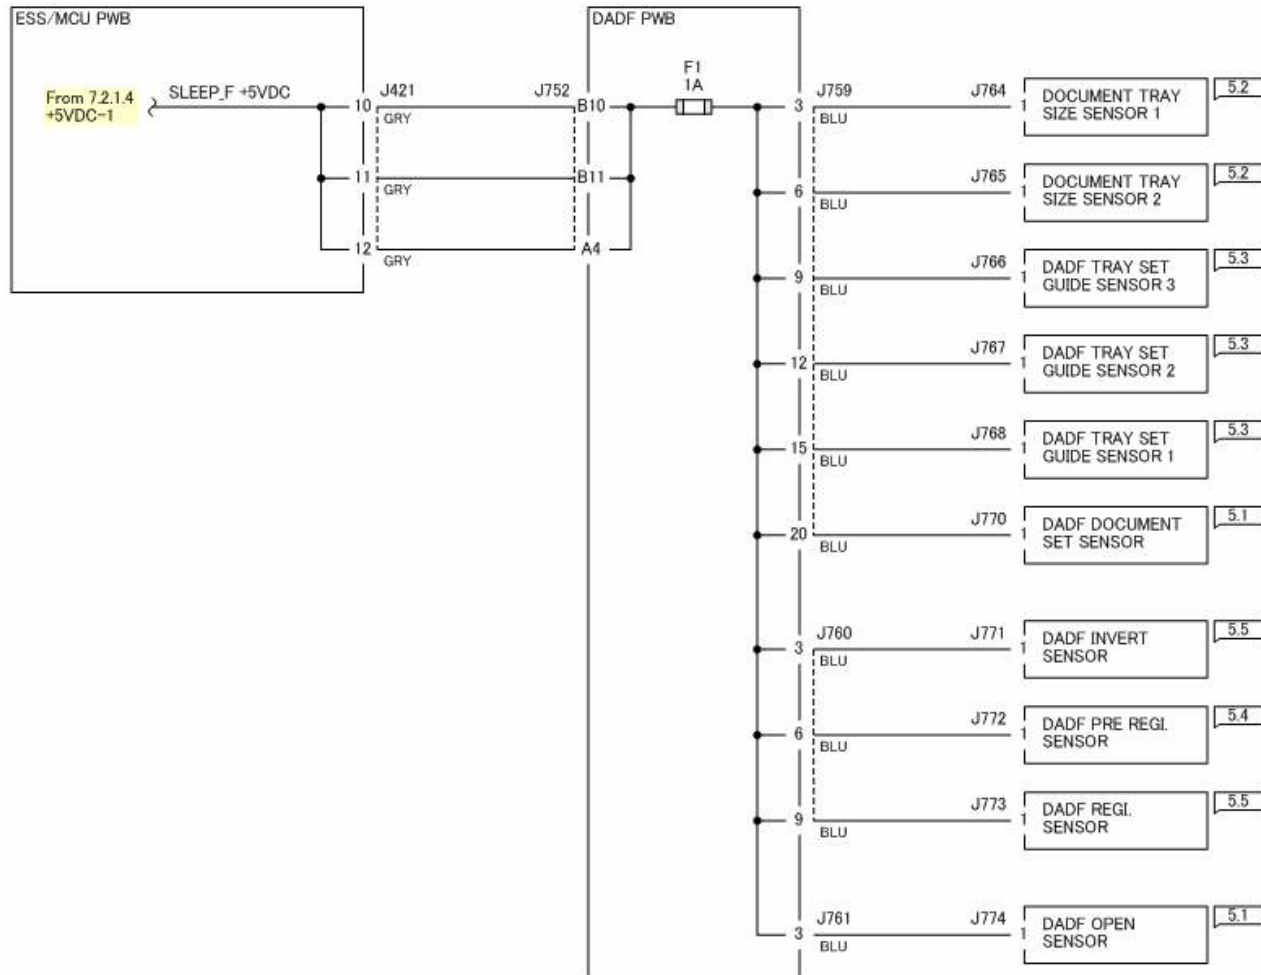 ESS/MCU PWB
DADF PWB
F1
1A
From 7.2.1.4
+5VDC-1
SLEEP_F +5VDC
10
J421
GRY
J752
B10
11
GRY
B11
12
GRY
A4
3
J759
BLU
J764
1
DOCUMENT TRAY
SIZE SENSOR 1
5.2
6
BLU
J765
1
DOCUMENT TRAY
SIZE SENSOR 2
5.2
9
BLU
J766
1
DADF TRAY SET
GUIDE SENSOR 3
5.3
12
BLU
J767
1
DADF TRAY SET
GUIDE SENSOR 2
5.3
15
BLU
J768
1
DADF TRAY SET
GUIDE SENSOR 1
5.3
20
BLU
J770
1
DADF DOCUMENT
SET SENSOR
5.1
3
J760
BLU
J771
1
DADF INVERT
SENSOR
5.5
6
BLU
J772
1
DADF PRE REGI.
SENSOR
5.4
9
BLU
J773
1
DADF REGI.
SENSOR
5.5
3
J761
BLU
J774
1
DADF OPEN
SENSOR
5.1